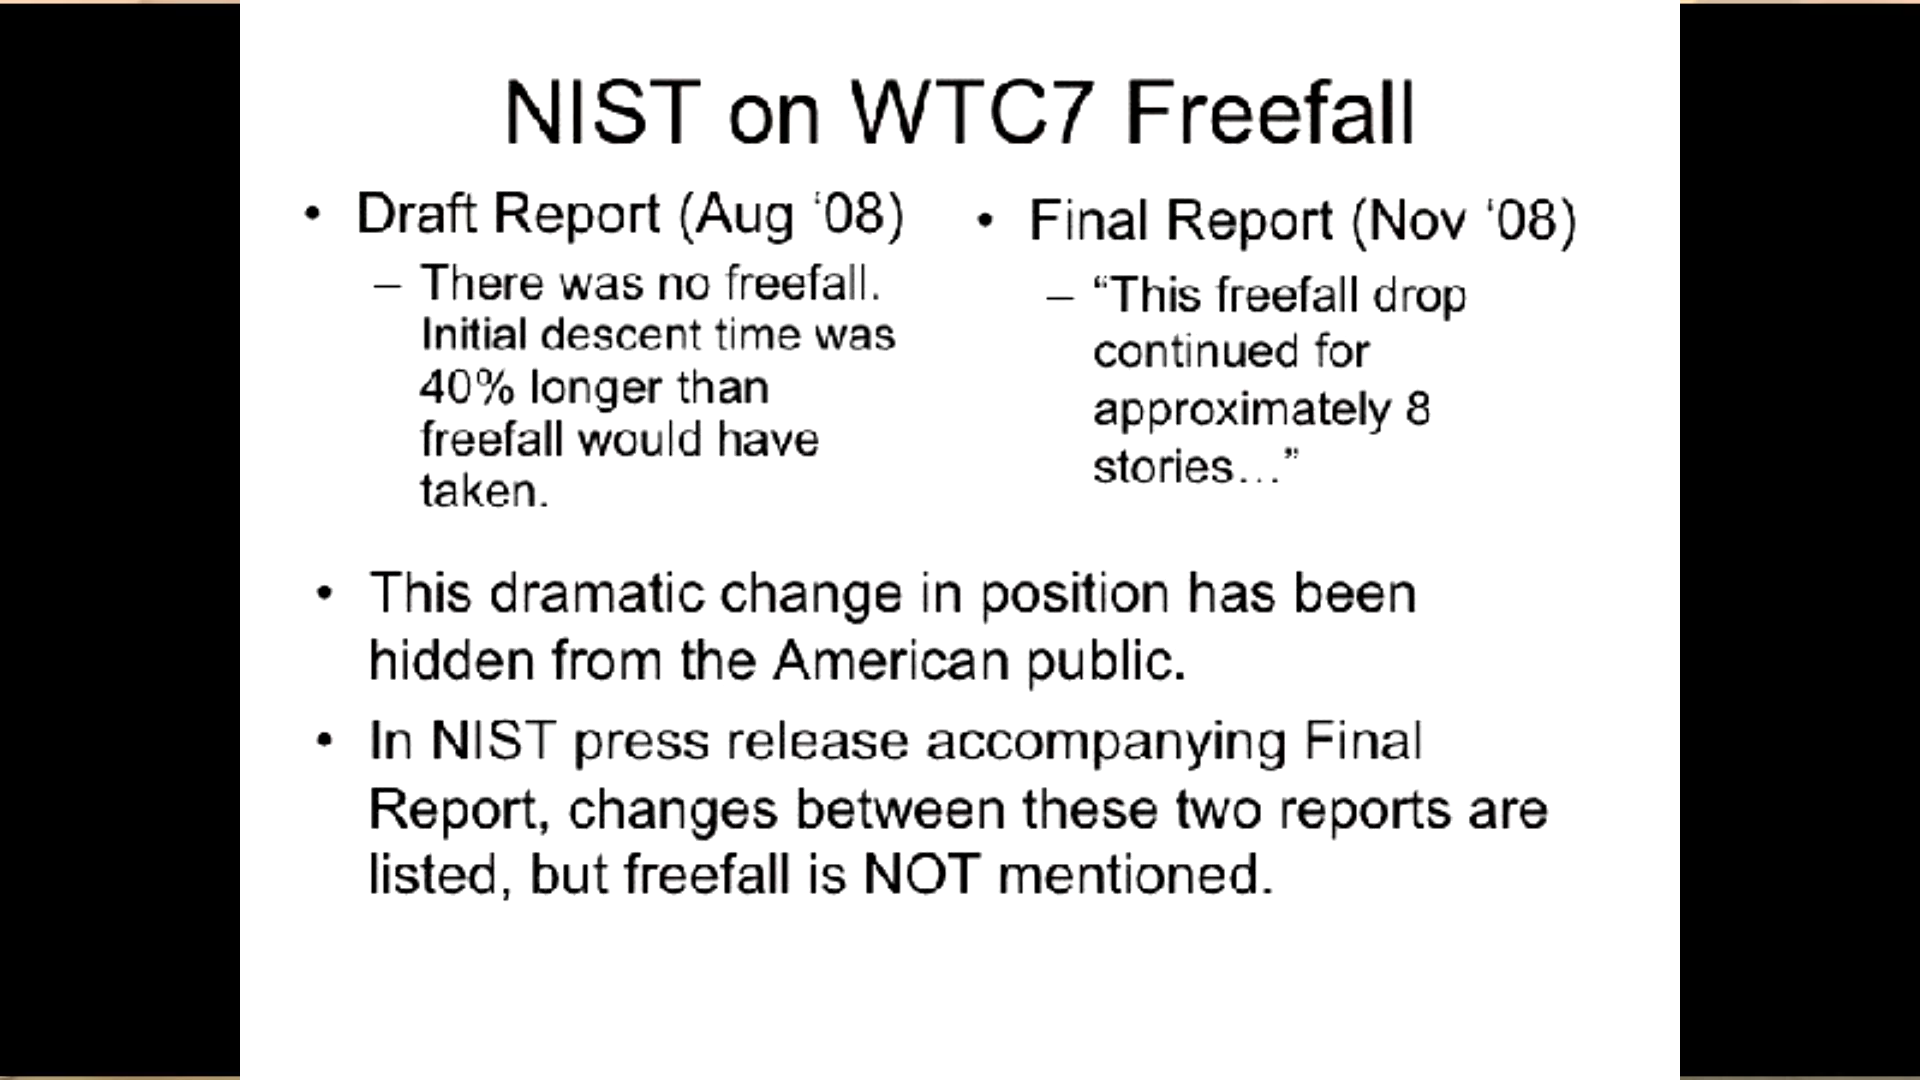 NIST on WTC7 Freefall
• Draft Report (Aug ‘08)
– There was no freefall.
Initial descent time was
40% longer than
freefall would have
taken.
• Final Report (Nov ‘08)
– “This freefall drop
continued for
approximately 8
stories…”
• This dramatic change in position has been
hidden from the American public.
• In NIST press release accompanying Final
Report, changes between these two reports are
listed, but freefall is NOT mentioned.